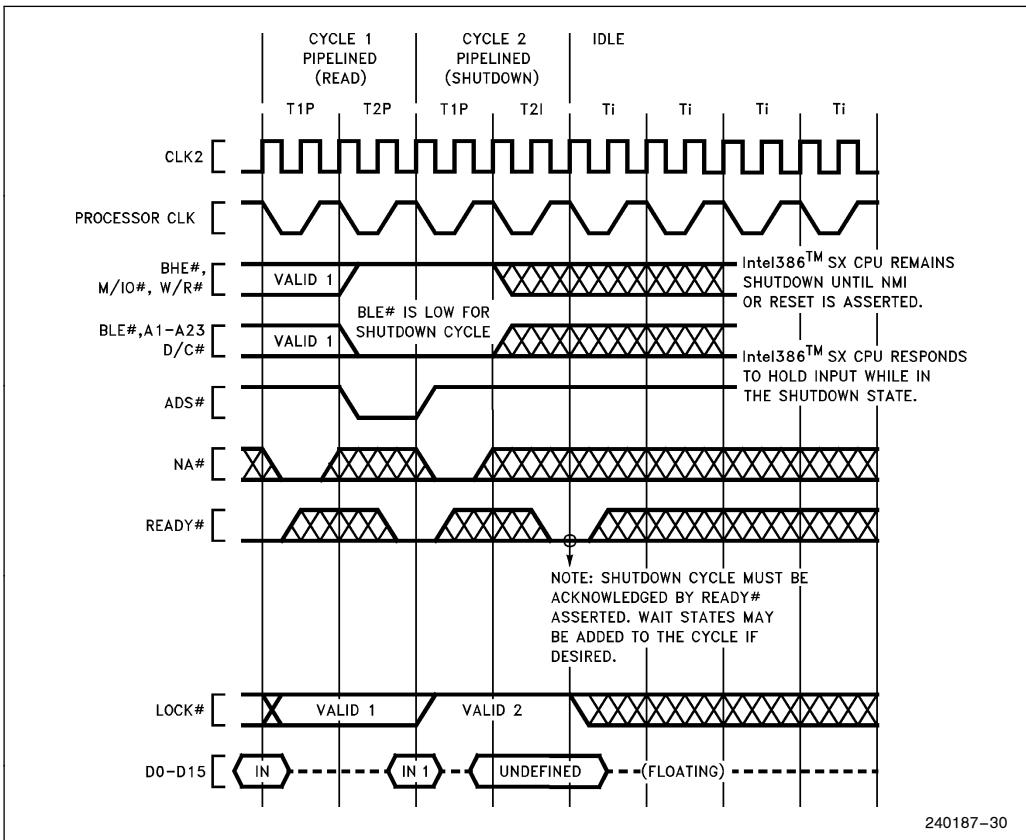 CYCLE 1
PIPELINED
(READ)
CYCLE 2
PIPELINED
(SHUTDOWN)
IDLE
T1P T2P T1P T2I Ti Ti Ti Ti
CLK2
PROCESSOR CLK
BHE#,
M/IO#, W/R#
VALID 1
Intel386TM SX CPU REMAINS
SHUTDOWN UNTIL NMI
OR RESET IS ASSERTED.
BLE# IS LOW FOR
SHUTDOWN CYCLE
BLE#,A1-A23
D/C#
VALID 1
Intel386TM SX CPU RESPONDS
TO HOLD INPUT WHILE IN
THE SHUTDOWN STATE.
ADS#
NA#
READY#
NOTE: SHUTDOWN CYCLE MUST BE
ACKNOWLEDGED BY READY#
ASSERTED. WAIT STATES MAY
BE ADDED TO THE CYCLE IF
DESIRED.
LOCK#
VALID 1
VALID 2
D0-D15
IN
IN 1
UNDEFINED
(FLOATING)
240187-30